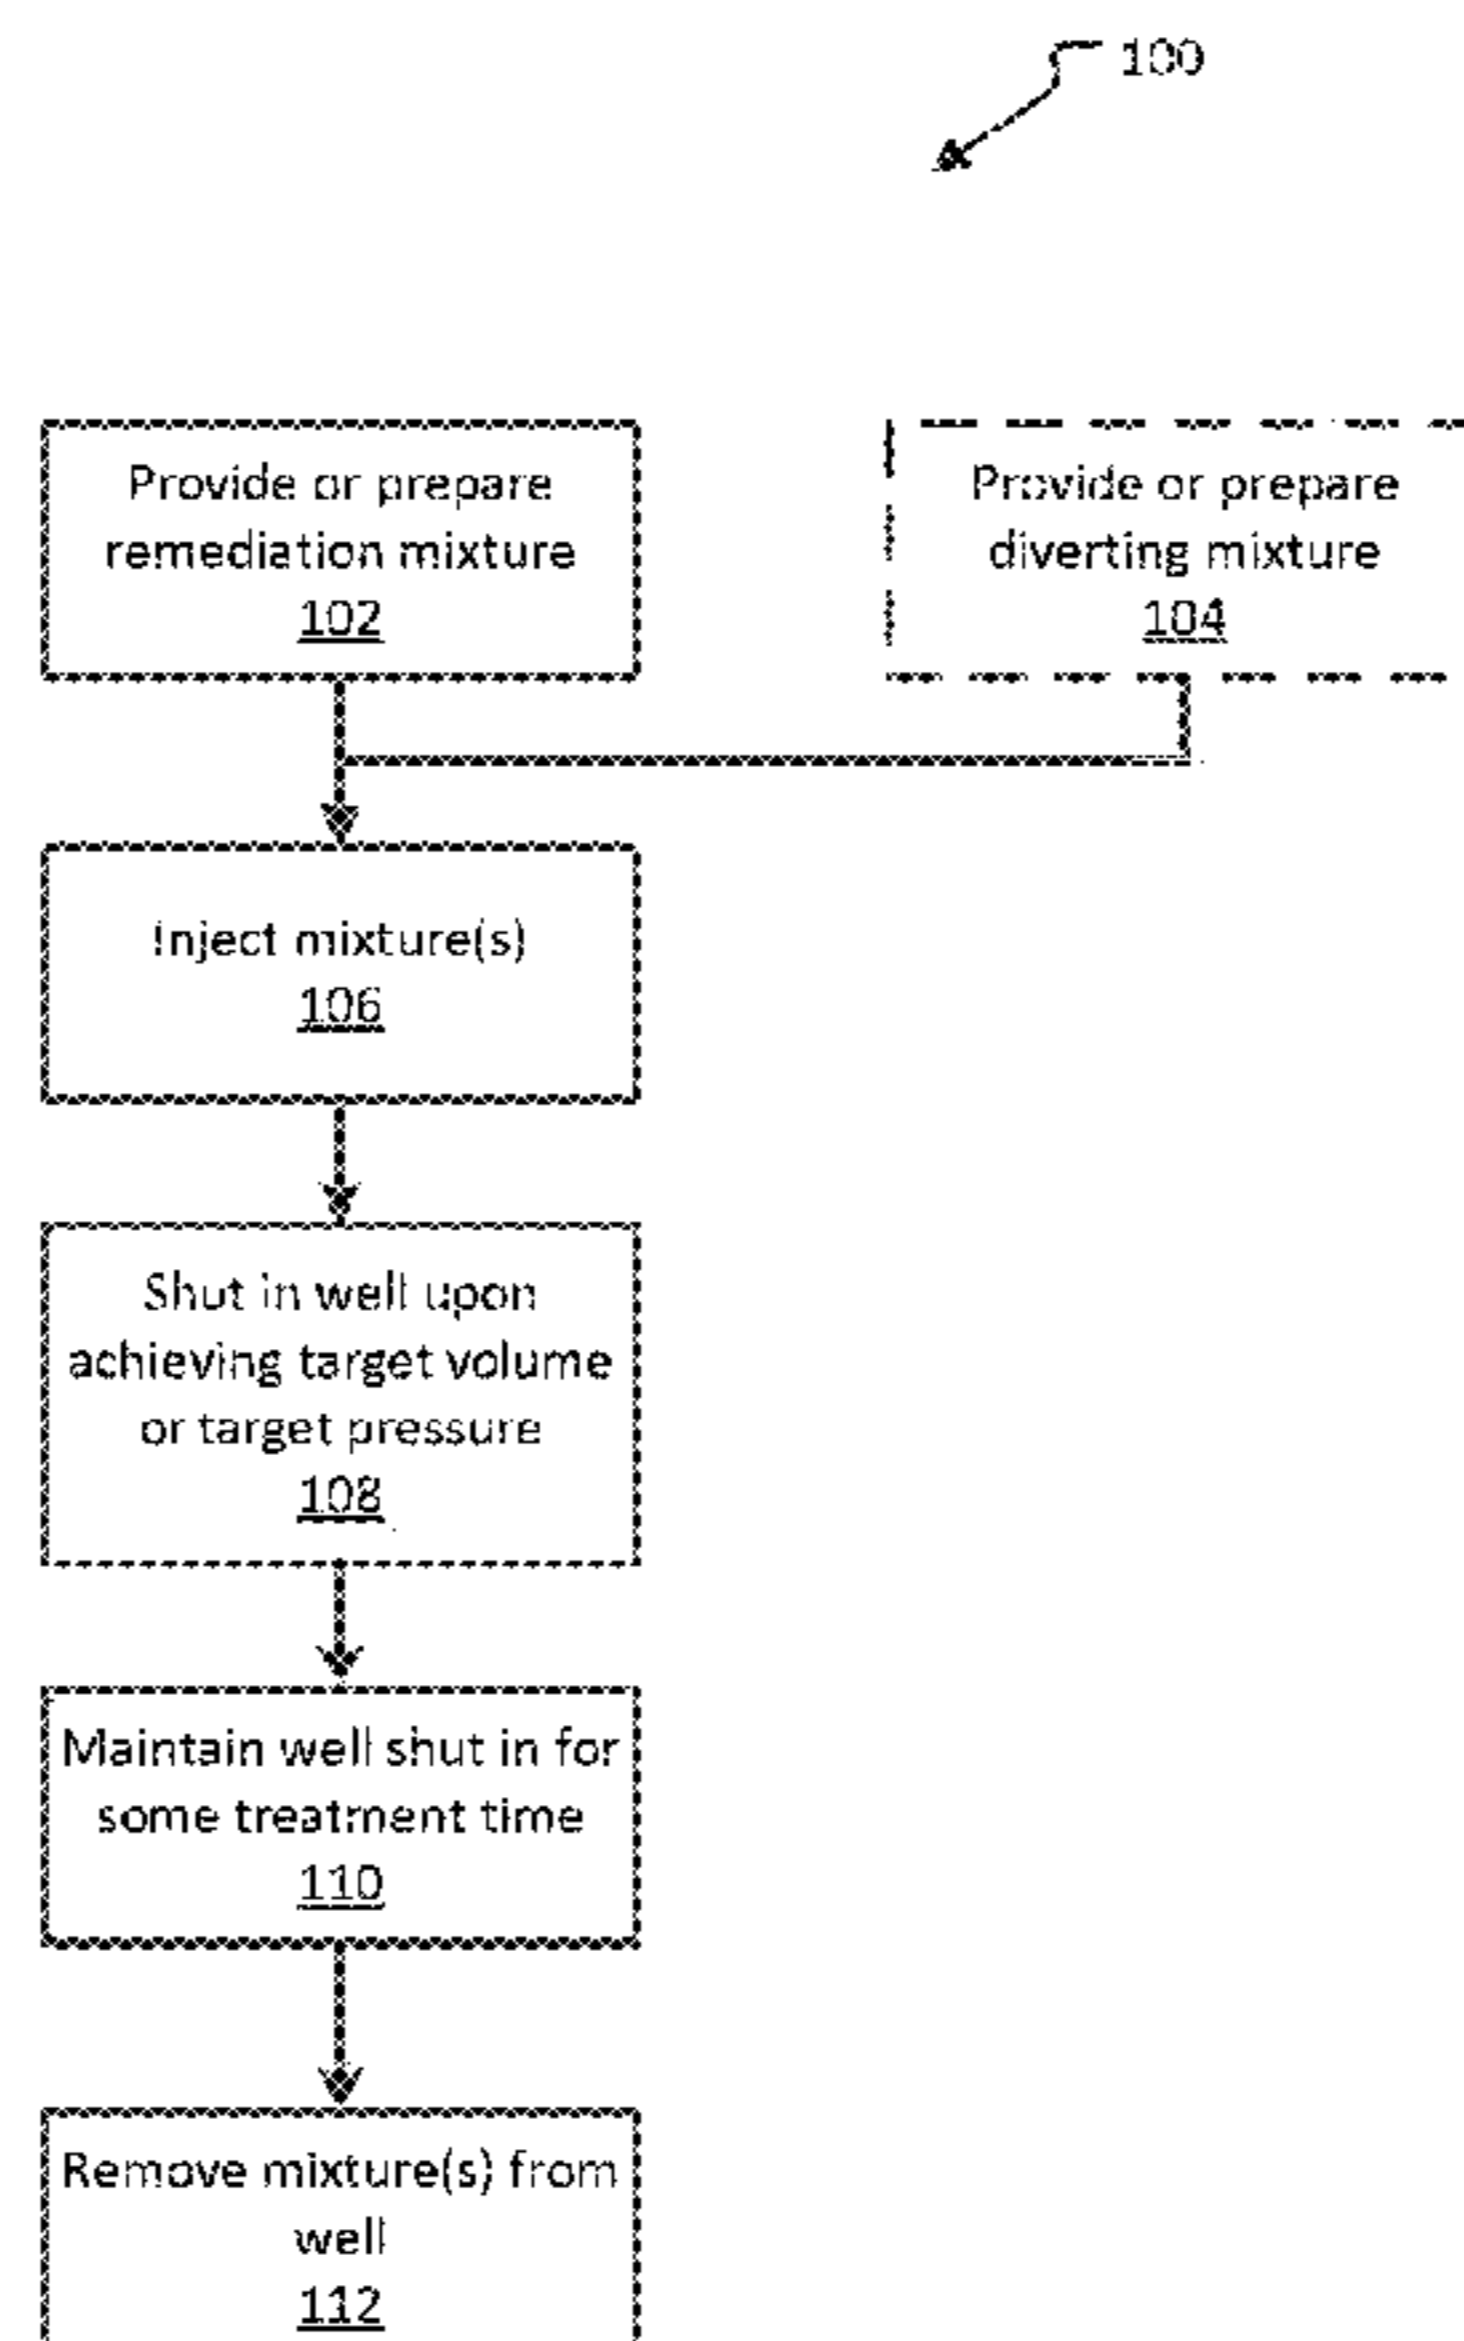 100
Provide or prepare
remediation mixture
102
Provide or prepare
diverting mixture
104
Inject mixture(s)
106
Shut in well upon
achieving target volume
or target pressure
108
Maintain well shut in for
some treatment time
110
Remove mixture(s) from
well
112